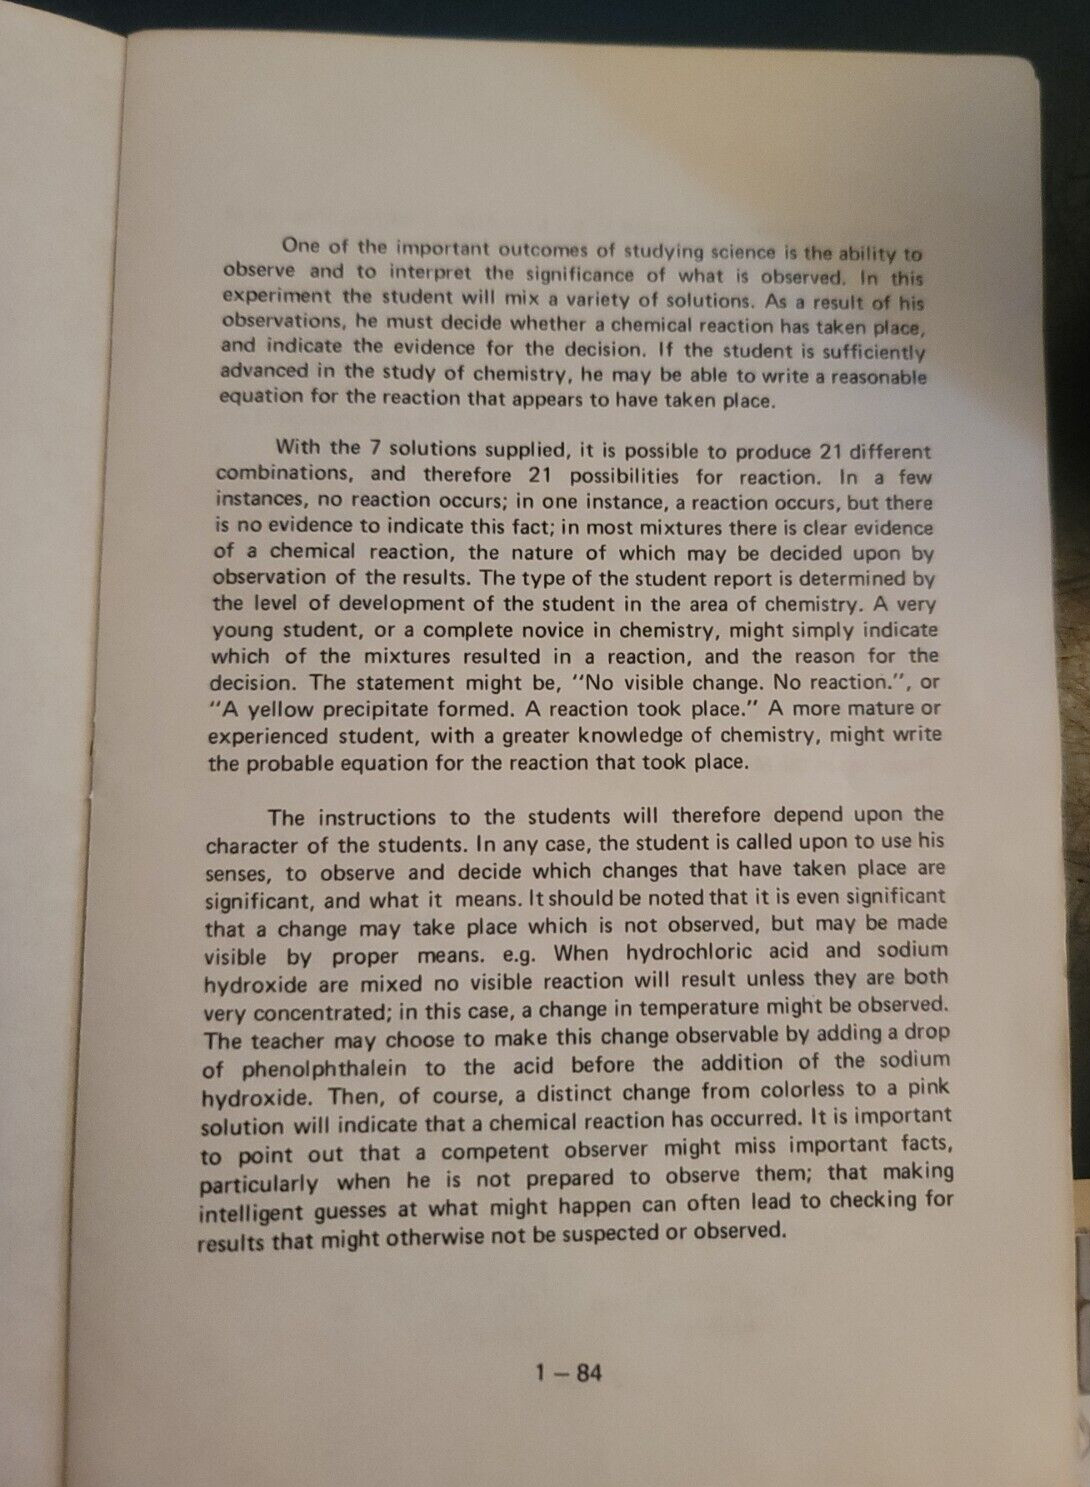 One of the important outcomes of studying science is the ability to
observe and to interpret the significance of what is observed. In this
experiment the student will mix a variety of solutions. As a result of his
observations, he must decide whether a chemical reaction has taken place,
and indicate the evidence for the decision. If the student is sufficiently
advanced in the study of chemistry, he may be able to write a reasonable
equation for the reaction that appears to have taken place.
With the 7 solutions supplied, it is possible to produce 21 different
combinations, and therefore 21 possibilities for reaction. In a few
instances, no reaction occurs; in one instance, a reaction occurs, but there
is no evidence to indicate this fact; in most mixtures there is clear evidence
of a chemical reaction, the nature of which may be decided upon by
observation of the results. The type of the student report is determined by
the level of development of the student in the area of chemistry. A very
young student, or a complete novice in chemistry, might simply indicate
which of the mixtures resulted in a reaction, and the reason for the
decision. The statement might be, "No visible change. No reaction.", or
"A yellow precipitate formed. A reaction took place." A more mature or
experienced student, with a greater knowledge of chemistry, might write
the probable equation for the reaction that took place.
The instructions to the students will therefore depend upon the
character of the students. In any case, the student is called upon to use his
senses, to observe and decide which changes that have taken place are
significant, and what it means. It should be noted that it is even significant
that a change may take place which is not observed, but may be made
visible by proper means. e.g. When hydrochloric acid and sodium
hydroxide are mixed no visible reaction will result unless they are both
very concentrated; in this case, a change in temperature might be observed.
The teacher may choose to make this change observable by adding a drop
of phenolphthalein to the acid before the addition of the sodium
hydroxide. Then, of course, a distinct change from colorless to a pink
solution will indicate that a chemical reaction has occurred. It is important
to point out that a competent observer might miss important facts,
particularly when he is not prepared to observe them; that making
intelligent guesses at what might happen can often lead to checking for
results that might otherwise not be suspected or observed.
1 – 84